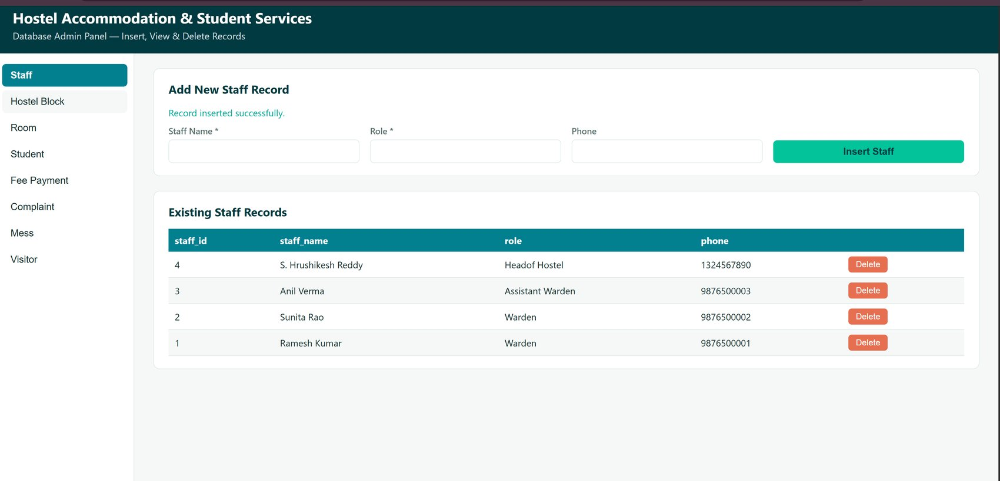 Hostel Accommodation & Student Services
Database Admin Panel — Insert, View & Delete Records
Staff
Hostel Block
Room
Student
Fee Payment
Complaint
Mess
Visitor
Add New Staff Record
Record inserted successfully.
Staff Name * Role * Phone
Insert Staff
Existing Staff Records
staff_id staff_name role phone
4 S. Hrushikesh Reddy Headof Hostel 1324567890 Delete
3 Anil Verma Assistant Warden 9876500003 Delete
2 Sunita Rao Warden 9876500002 Delete
1 Ramesh Kumar Warden 9876500001 Delete